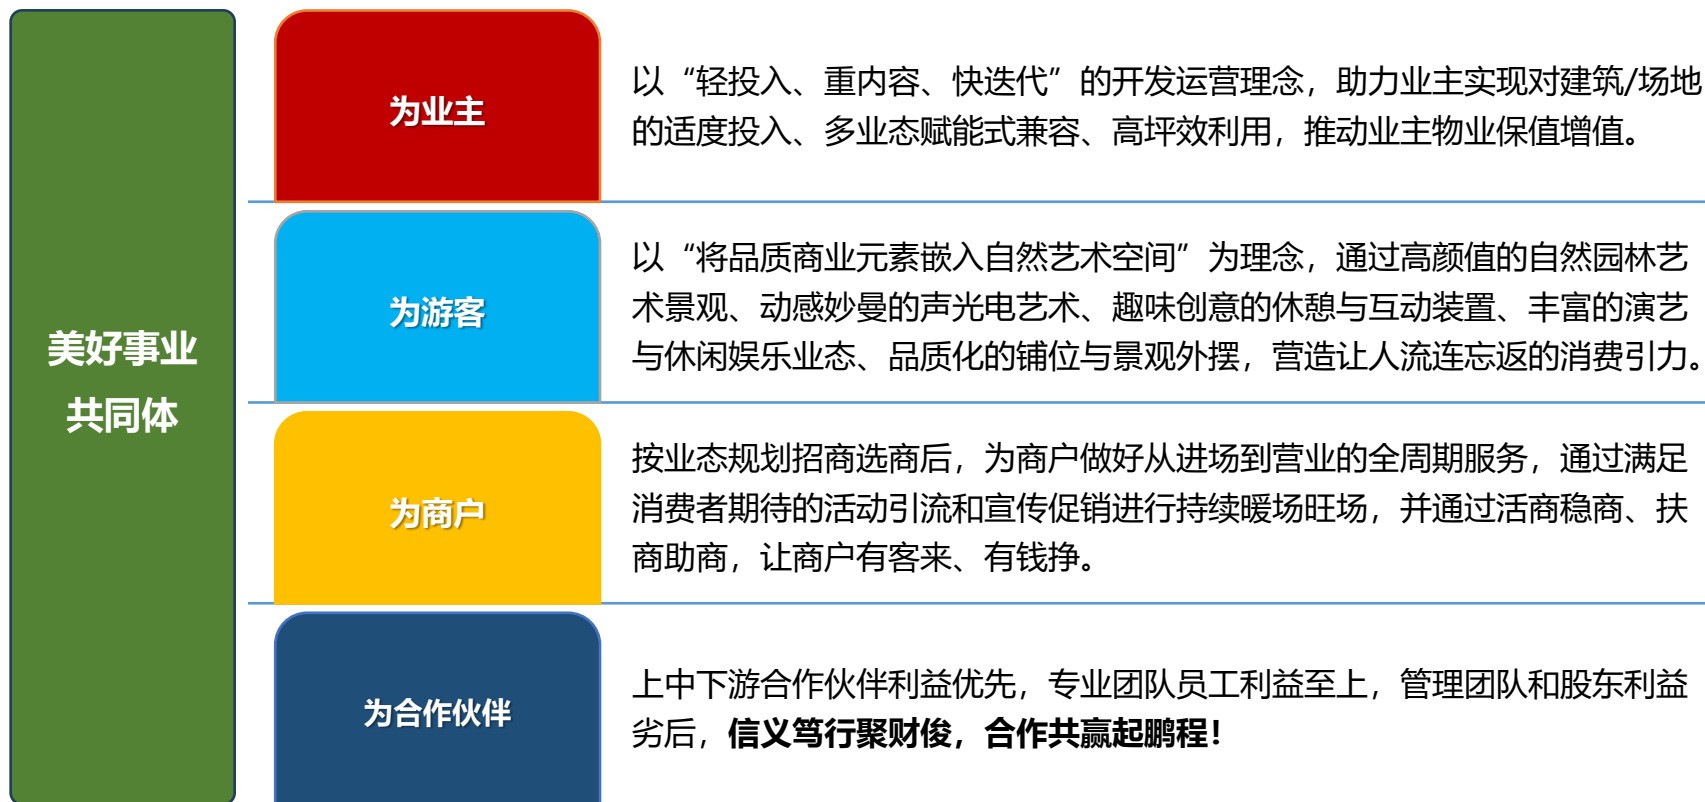 美好事业
共同体
为业主
以“轻投入、重内容、快迭代”的开发运营理念，助力业主实现对建筑/场地
的适度投入、多业态赋能式兼容、高坪效利用，推动业主物业保值增值。
为游客
以“将品质商业元素嵌入自然艺术空间”为理念，通过高颜值的自然园林艺
术景观、动感妙曼的声光电艺术、趣味创意的休憩与互动装置、丰富的演艺
与休闲娱乐业态、品质化的铺位与景观外摆，营造让人流连忘返的消费引力。
为商户
按业态规划招商选商后，为商户做好从进场到营业的全周期服务，通过满足
消费者期待的活动引流和宣传促销进行持续暖场旺场，并通过活商稳商、扶
商助商，让商户有客来、有钱挣。
为合作伙伴
上中下游合作伙伴利益优先，专业团队员工利益至上，管理团队和股东利益
劣后，信义笃行聚财俊，合作共赢起鹏程！